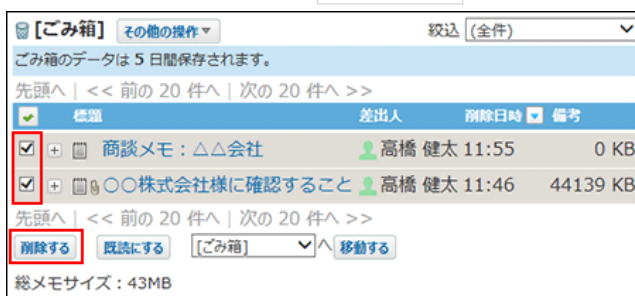 [ごみ箱] その他の操作▼ 絞込 (全件)
ごみ箱のデータは 5 日間保存されます。
先頭へ | << 前の 20 件へ | 次の 20 件へ >>
標題 差出人 削除日時 備考
商談メモ：△△会社 高橋 健太 11:55 0 KB
〇〇株式会社様に確認すること 高橋 健太 11:46 44139 KB
先頭へ | << 前の 20 件へ | 次の 20 件へ >>
削除する 既読にする [ごみ箱] へ 移動する
総メモサイズ：43MB